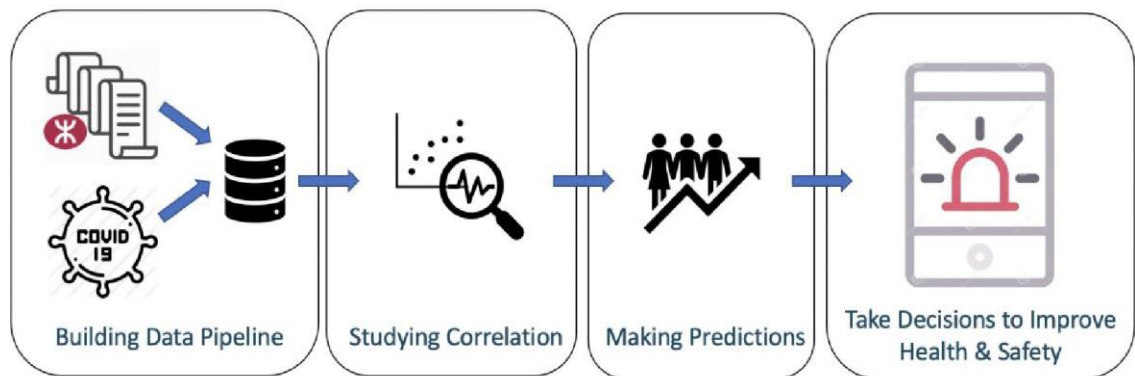 COVID
19
Building Data Pipeline
Studying Correlation
Making Predictions
Take Decisions to Improve
Health & Safety